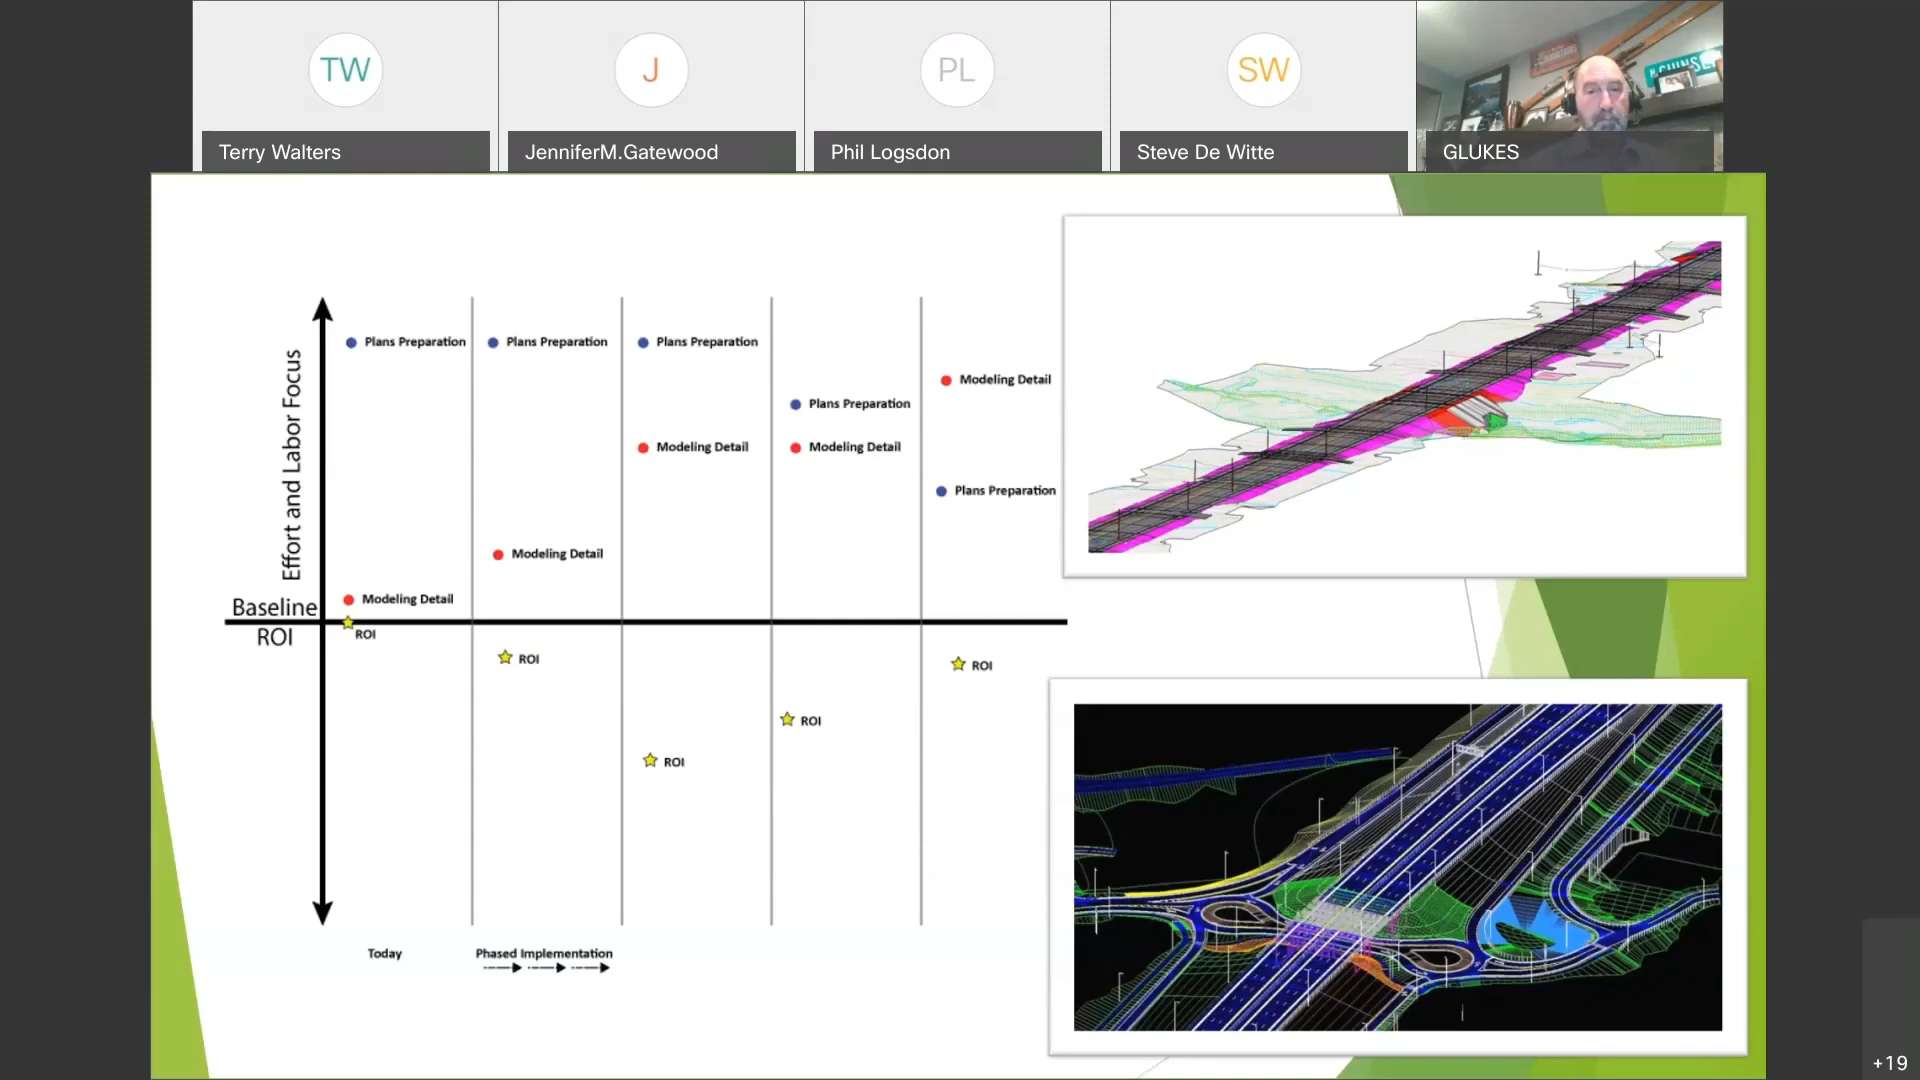 TW
J
PL
SW
Terry Walters
JenniferM.Gatewood
Phil Logsdon
Steve De Witte
GLUKES
Effort and Labor Focus
Plans Preparation
Plans Preparation
Plans Preparation
Modeling Detail
Plans Preparation
Modeling Detail
Modeling Detail
Plans Preparation
Modeling Detail
Modeling Detail
Baseline
ROI
ROI
ROI
ROI
ROI
ROI
Today
Phased Implementation
+19